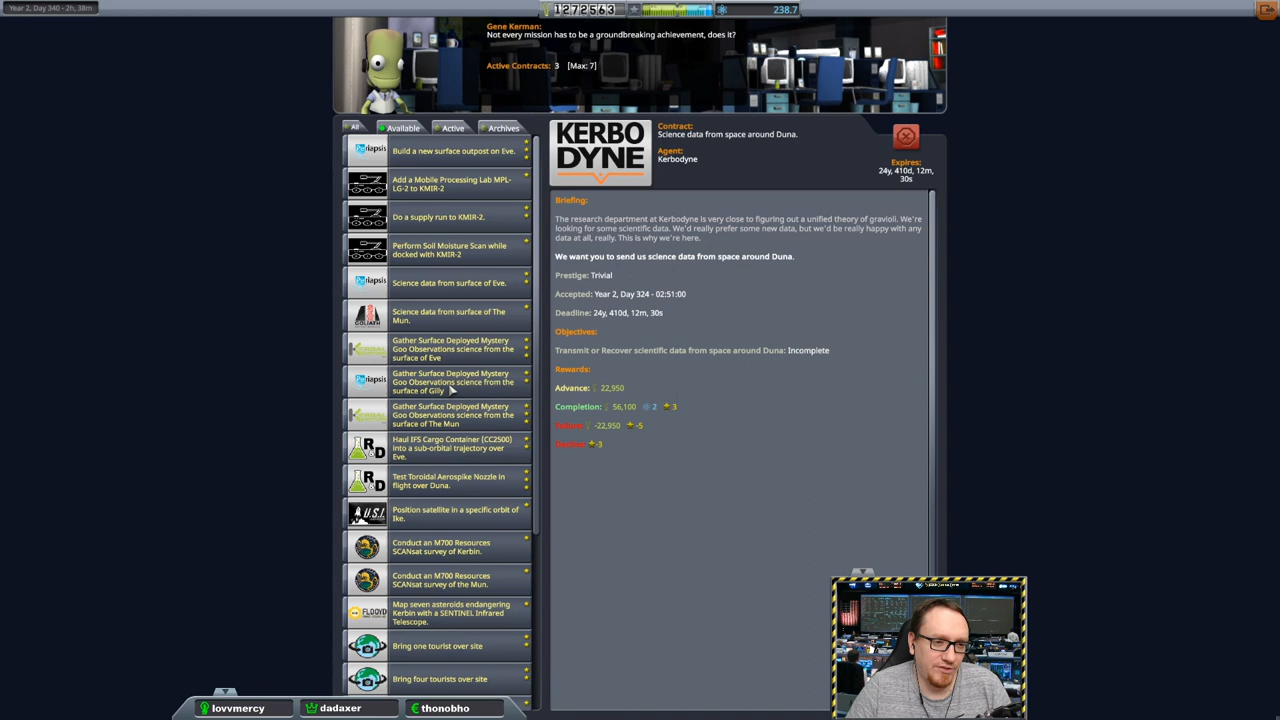 Year 2, Day 340 - 2h, 38m
1272563
238.7
Gene Kerman:
Not every mission has to be a groundbreaking achievement, does it?
Active Contracts: 3 [Max: 7]
All
Available
Active
Archives
Periapsis
Build a new surface outpost on Eve.
Add a Mobile Processing Lab MPL-
LG-2 to KMIR-2
Do a supply run to KMIR-2.
Perform Soil Moisture Scan while
docked with KMIR-2
Periapsis
Science data from surface of Eve.
GOLIATH
Science data from surface of The
Mun.
Gather Surface Deployed Mystery
Goo Observations science from the
surface of Eve
Periapsis
Gather Surface Deployed Mystery
Goo Observations science from the
surface of Gilly
Gather Surface Deployed Mystery
Goo Observations science from the
surface of The Mun
R&D
Haul IFS Cargo Container (CC2500)
into a sub-orbital trajectory over
Eve.
R&D
Test Toroidal Aerospike Nozzle in
flight over Duna.
U.S.I.
Position satellite in a specific orbit of
Ike.
Conduct an M700 Resources
SCANsat survey of Kerbin.
Conduct an M700 Resources
SCANsat survey of the Mun.
FLOOYD
Map seven asteroids endangering
Kerbin with a SENTINEL Infrared
Telescope.
Bring one tourist over site
Bring four tourists over site
KERBO
DYNE
Contract:
Science data from space around Duna.
Agent:
Kerbodyne
Expires:
24y, 410d, 12m,
30s
Briefing:
The research department at Kerbodyne is very close to figuring out a unified theory of gravioli. We're
looking for some scientific data. We'd really prefer some new data, but we'd be really happy with any
data at all, really. This is why we're here.
We want you to send us science data from space around Duna.
Prestige: Trivial
Accepted: Year 2, Day 324 - 02:51:00
Deadline: 24y, 410d, 12m, 30s
Objectives:
Transmit or Recover scientific data from space around Duna: Incomplete
Rewards:
Advance: 22,950
Completion: 56,100 2 3
Failure: -22,950 -5
Decline: -3
lovvmercy
dadaxer
thonobho